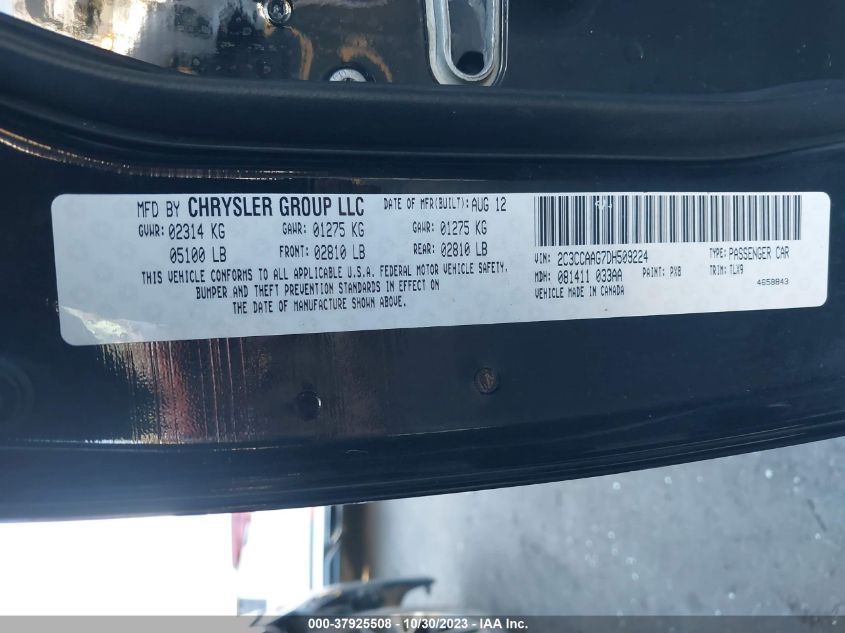 MFD BY CHRYSLER GROUP LLC DATE OF MFR(BUILT): AUG 12
GVWR: 02314 KG GAWR: 01275 KG GAWR: 01275 KG
05100 LB FRONT: 02810 LB REAR: 02810 LB
THIS VEHICLE CONFORMS TO ALL APPLICABLE U.S.A. FEDERAL MOTOR VEHICLE SAFETY,
BUMPER AND THEFT PREVENTION STANDARDS IN EFFECT ON
THE DATE OF MANUFACTURE SHOWN ABOVE.
VIN: 2C3CCAAG7DH509224 TYPE: PASSENGER CAR
MDH: 081411 033AA PAINT: PX8 TRIM: TLX9
VEHICLE MADE IN CANADA 4658843
000-37925508 - 10/30/2023 - IAA Inc.